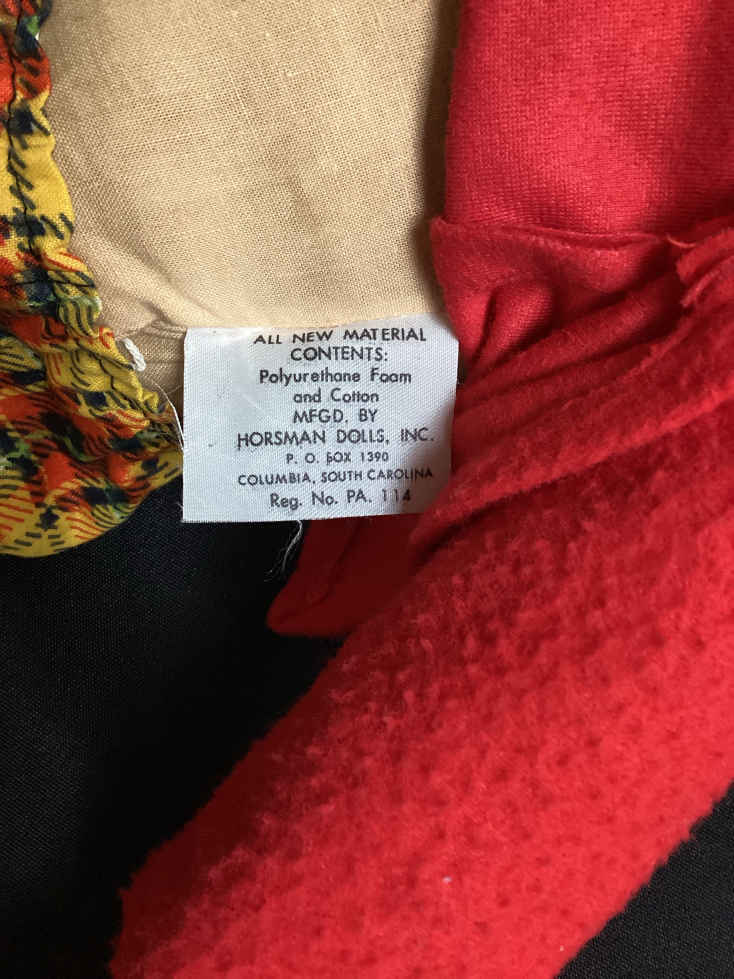 ALL NEW MATERIAL
CONTENTS:
Polyurethane Foam
and Cotton
MFGD. BY
HORSMAN DOLLS, INC.
P. O. BOX 1390
COLUMBIA, SOUTH CAROLINA
Reg. No. PA. 114